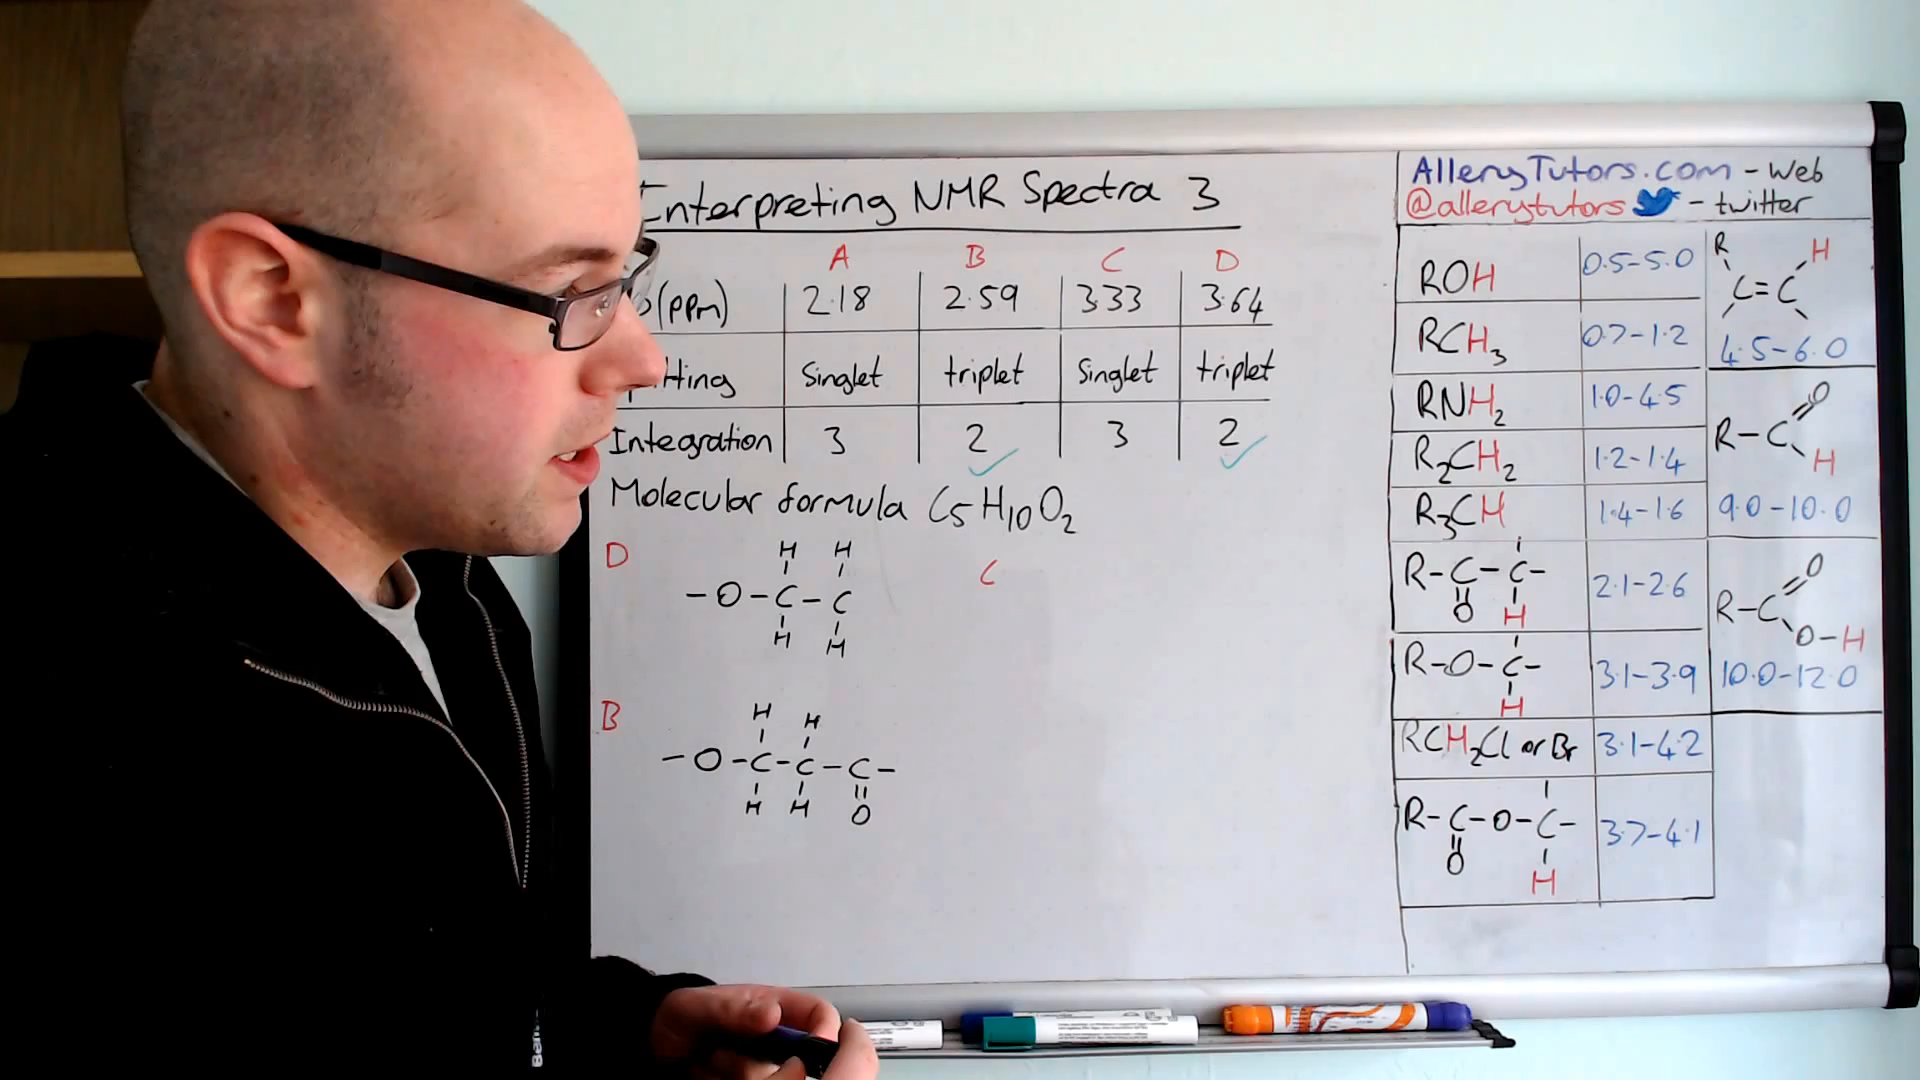 Interpreting NMR Spectra 3
A B C D
(ppm) 2.18 2.59 3.33 3.64
Singlet triplet Singlet triplet
Integration 3 2 3 2
Molecular formula C5H10O2
D
H H
-O-C-C
H H
C
B
H H
-O-C-C-C-
H H O
AlleryTutors.com - Web
@allerytutors - twitter
ROH 0.5-5.0
RCH3 0.7-1.2
RNH2 1.0-4.5
R2CH2 1.2-1.4
R3CH 1.4-1.6
R-C-C-
O H
2.1-2.6
R-O-C-
H
3.1-3.9
RCH2Cl or Br 3.1-4.2
R-C-O-C-
O H
3.7-4.1
R H
C=C
4.5-6.0
O
R-C
H
9.0-10.0
O
R-C
O-H
10.0-12.0